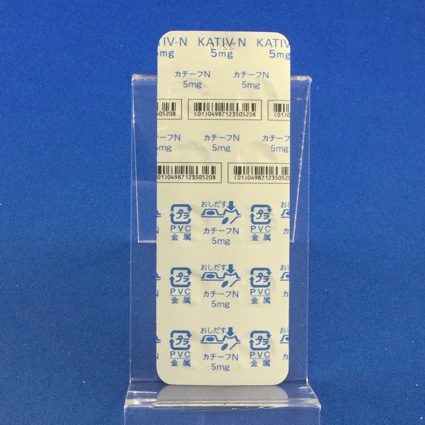 KATIV-N KATIV-N KATIV-N
5mg 5mg 5mg
カチーフN カチーフN
5mg 5mg
(01)04987123505208 (01)04987123505208
カチーフN カチーフN
5mg 5mg
(01)04987123505208 (01)04987123505208
おしだす
プラ プラ
PVC カチーフN PVC
金属 5mg 金属
おしだす
プラ プラ
PVC カチーフN PVC
金属 5mg 金属
おしだす
プラ プラ
PVC カチーフN PVC
金属 5mg 金属